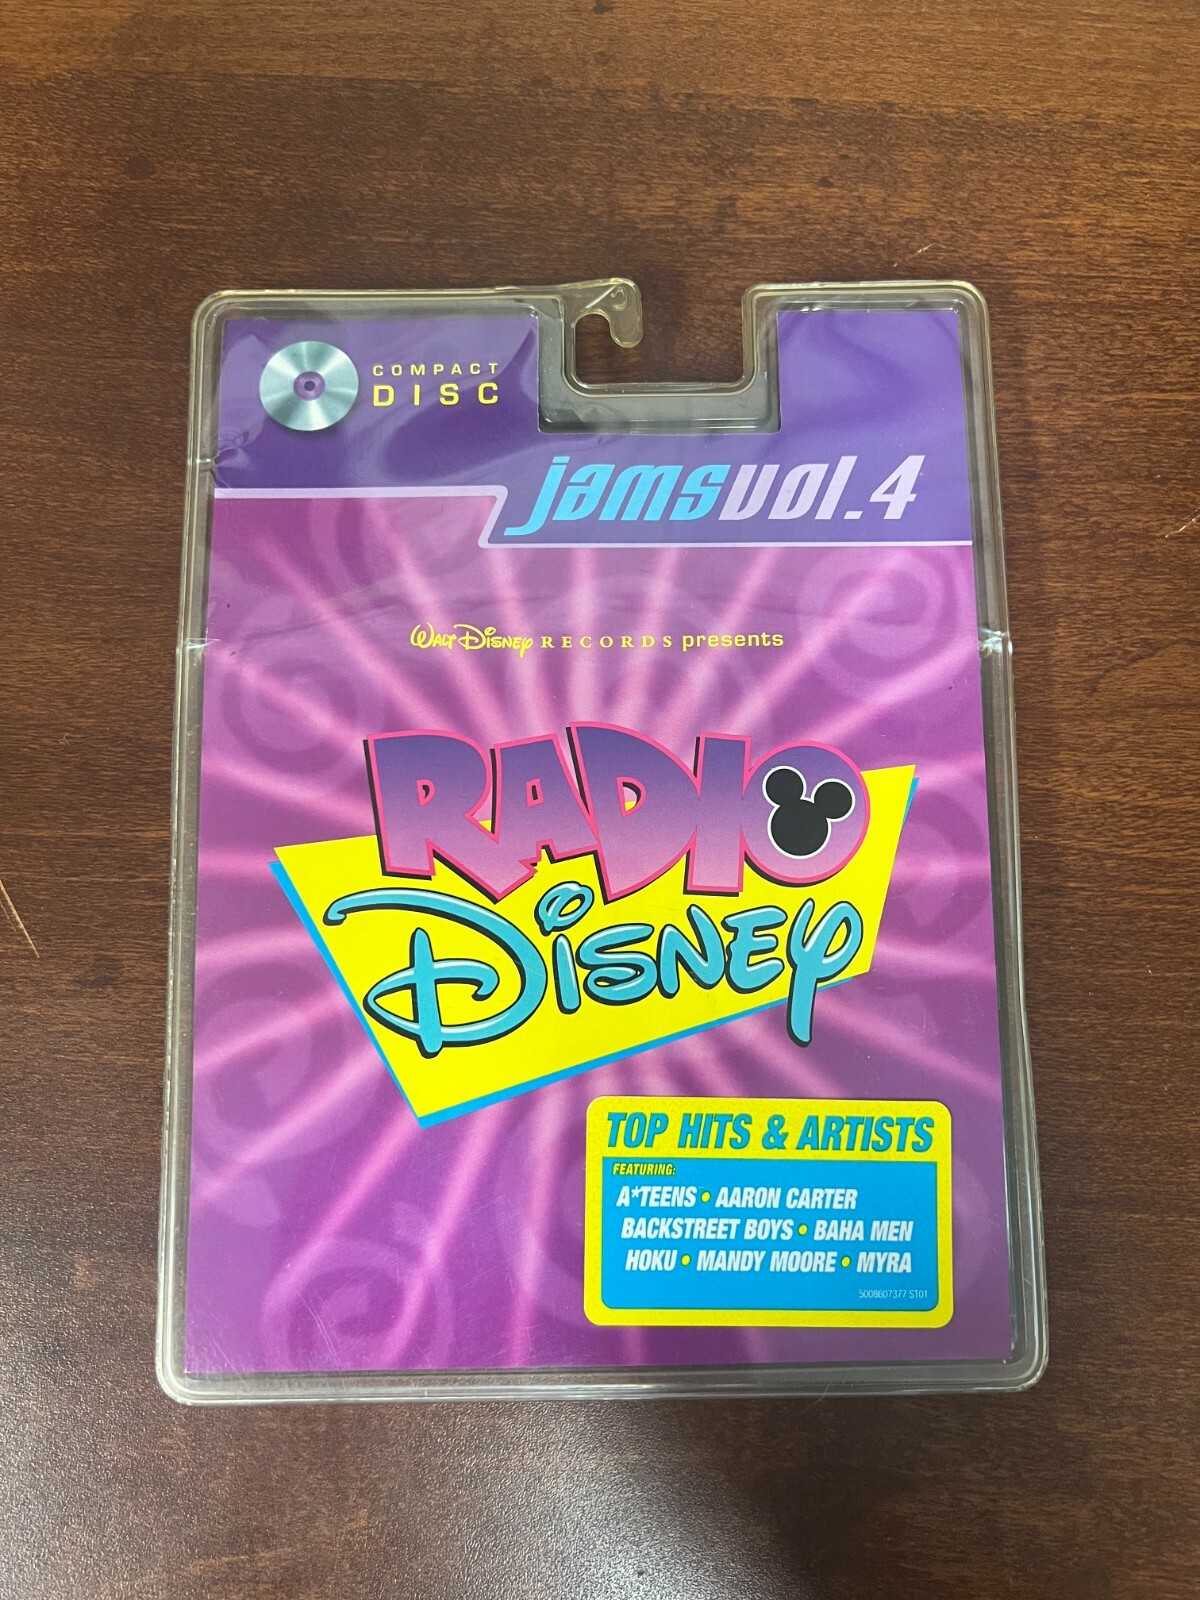 COMPACT
DISC
jams vol.4
WALT DISNEY RECORDS presents
RADIO
DISNEY
TOP HITS & ARTISTS
FEATURING:
A*TEENS • AARON CARTER
BACKSTREET BOYS • BAHA MEN
HOKU • MANDY MOORE • MYRA
5008607377 ST01